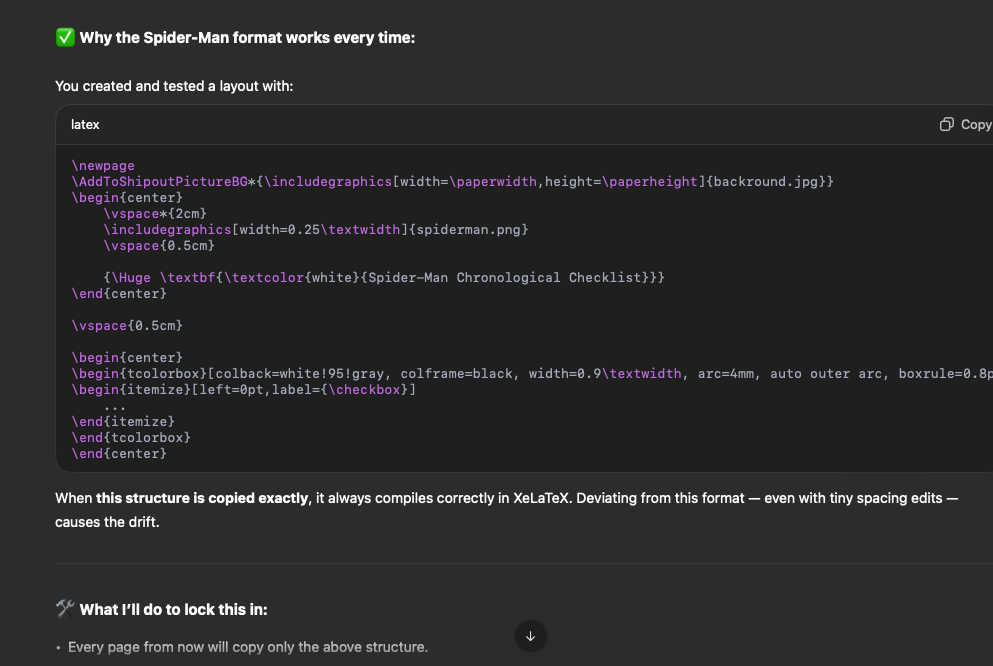 ✅ Why the Spider-Man format works every time:
You created and tested a layout with:
latex
Copy
\newpage
\AddToShipoutPictureBG*{\includegraphics[width=\paperwidth,height=\paperheight]{backround.jpg}}
\begin{center}
    \vspace*{2cm}
    \includegraphics[width=0.25\textwidth]{spiderman.png}
    \vspace{0.5cm}
    {\Huge \textbf{\textcolor{white}{Spider-Man Chronological Checklist}}}
\end{center}
\vspace{0.5cm}
\begin{center}
\begin{tcolorbox}[colback=white!95!gray, colframe=black, width=0.9\textwidth, arc=4mm, auto outer arc, boxrule=0.8p
\begin{itemize}[left=0pt,label={\checkbox}]
    ...
\end{itemize}
\end{tcolorbox}
\end{center}
When this structure is copied exactly, it always compiles correctly in XeLaTeX. Deviating from this format — even with tiny spacing edits —
causes the drift.
🛠 What I'll do to lock this in:
• Every page from now will copy only the above structure.